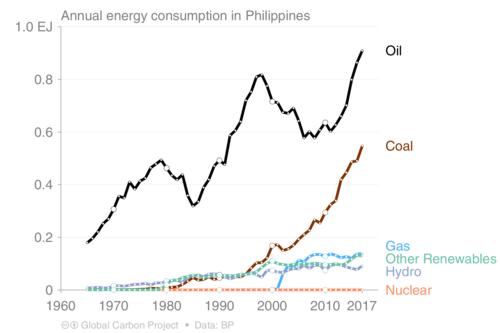 Annual energy consumption in Philippines
1.0 EJ
0.8
0.6
0.4
0.2
0
1960 1970 1980 1990 2000 2010 2017
Oil
Coal
Gas
Other Renewables
Hydro
Nuclear
Global Carbon Project • Data: BP